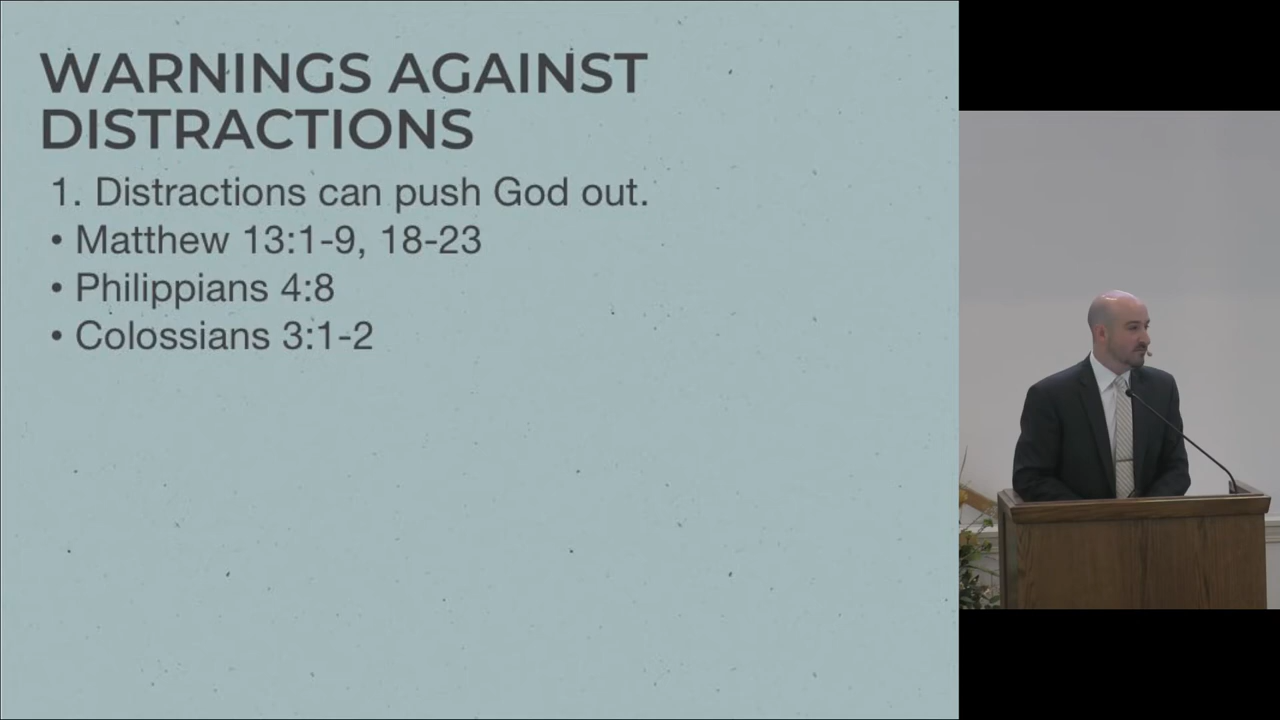 WARNINGS AGAINST
DISTRACTIONS
1. Distractions can push God out.
• Matthew 13:1-9, 18-23
• Philippians 4:8
• Colossians 3:1-2